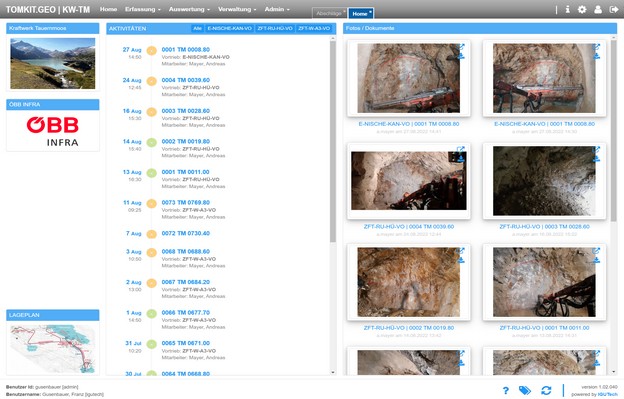 TOMKIT.GEO | KW-TM
Home Erfassung Auswertung Verwaltung Admin
Abschläge Home
Kraftwerk Tauernmoos
ÖBB INFRA
ÖBB
INFRA
LAGEPLAN
AKTIVITÄTEN
Alle E-NISCHE-KAN-VO ZFT-RU-HÜ-VO ZFT-W-A3-VO
27 Aug 0001 TM 0008.80
14:50 Vortrieb: E-NISCHE-KAN-VO
Mitarbeiter: Mayer, Andreas
24 Aug 0004 TM 0039.60
12:45 Vortrieb: ZFT-RU-HÜ-VO
Mitarbeiter: Mayer, Andreas
16 Aug 0003 TM 0028.60
15:30 Vortrieb: ZFT-RU-HÜ-VO
Mitarbeiter: Mayer, Andreas
14 Aug 0002 TM 0019.80
15:40 Vortrieb: ZFT-RU-HÜ-VO
Mitarbeiter: Mayer, Andreas
13 Aug 0001 TM 0011.00
16:30 Vortrieb: ZFT-RU-HÜ-VO
Mitarbeiter: Mayer, Andreas
11 Aug 0073 TM 0769.80
09:25 Vortrieb: ZFT-W-A3-VO
Mitarbeiter: Mayer, Andreas
7 Aug 0072 TM 0730.40
3 Aug 0068 TM 0688.60
10:50 Vortrieb: ZFT-W-A3-VO
Mitarbeiter: Mayer, Andreas
2 Aug 0067 TM 0684.20
13:00 Vortrieb: ZFT-W-A3-VO
Mitarbeiter: Mayer, Andreas
1 Aug 0066 TM 0677.70
14:50 Vortrieb: ZFT-W-A3-VO
Mitarbeiter: Mayer, Andreas
31 Jul 0065 TM 0671.00
10:20 Vortrieb: ZFT-W-A3-VO
Mitarbeiter: Mayer, Andreas
30 Jul 0064 TM 0668.80
Fotos / Dokumente
E-NISCHE-KAN-VO | 0001 TM 0008.80
E-NISCHE-KAN-VO | 0001 TM 0008.80
ZFT-RU-HÜ-VO | 0004 TM 0039.60
ZFT-RU-HÜ-VO | 0003 TM 0028.60
ZFT-RU-HÜ-VO | 0002 TM 0019.80
ZFT-RU-HÜ-VO | 0001 TM 0011.00
Benutzer id: gusenbauer [admin]
Benutzername: Gusenbauer, Franz [igutech]
?
version 1.02.040
powered by IGUTech